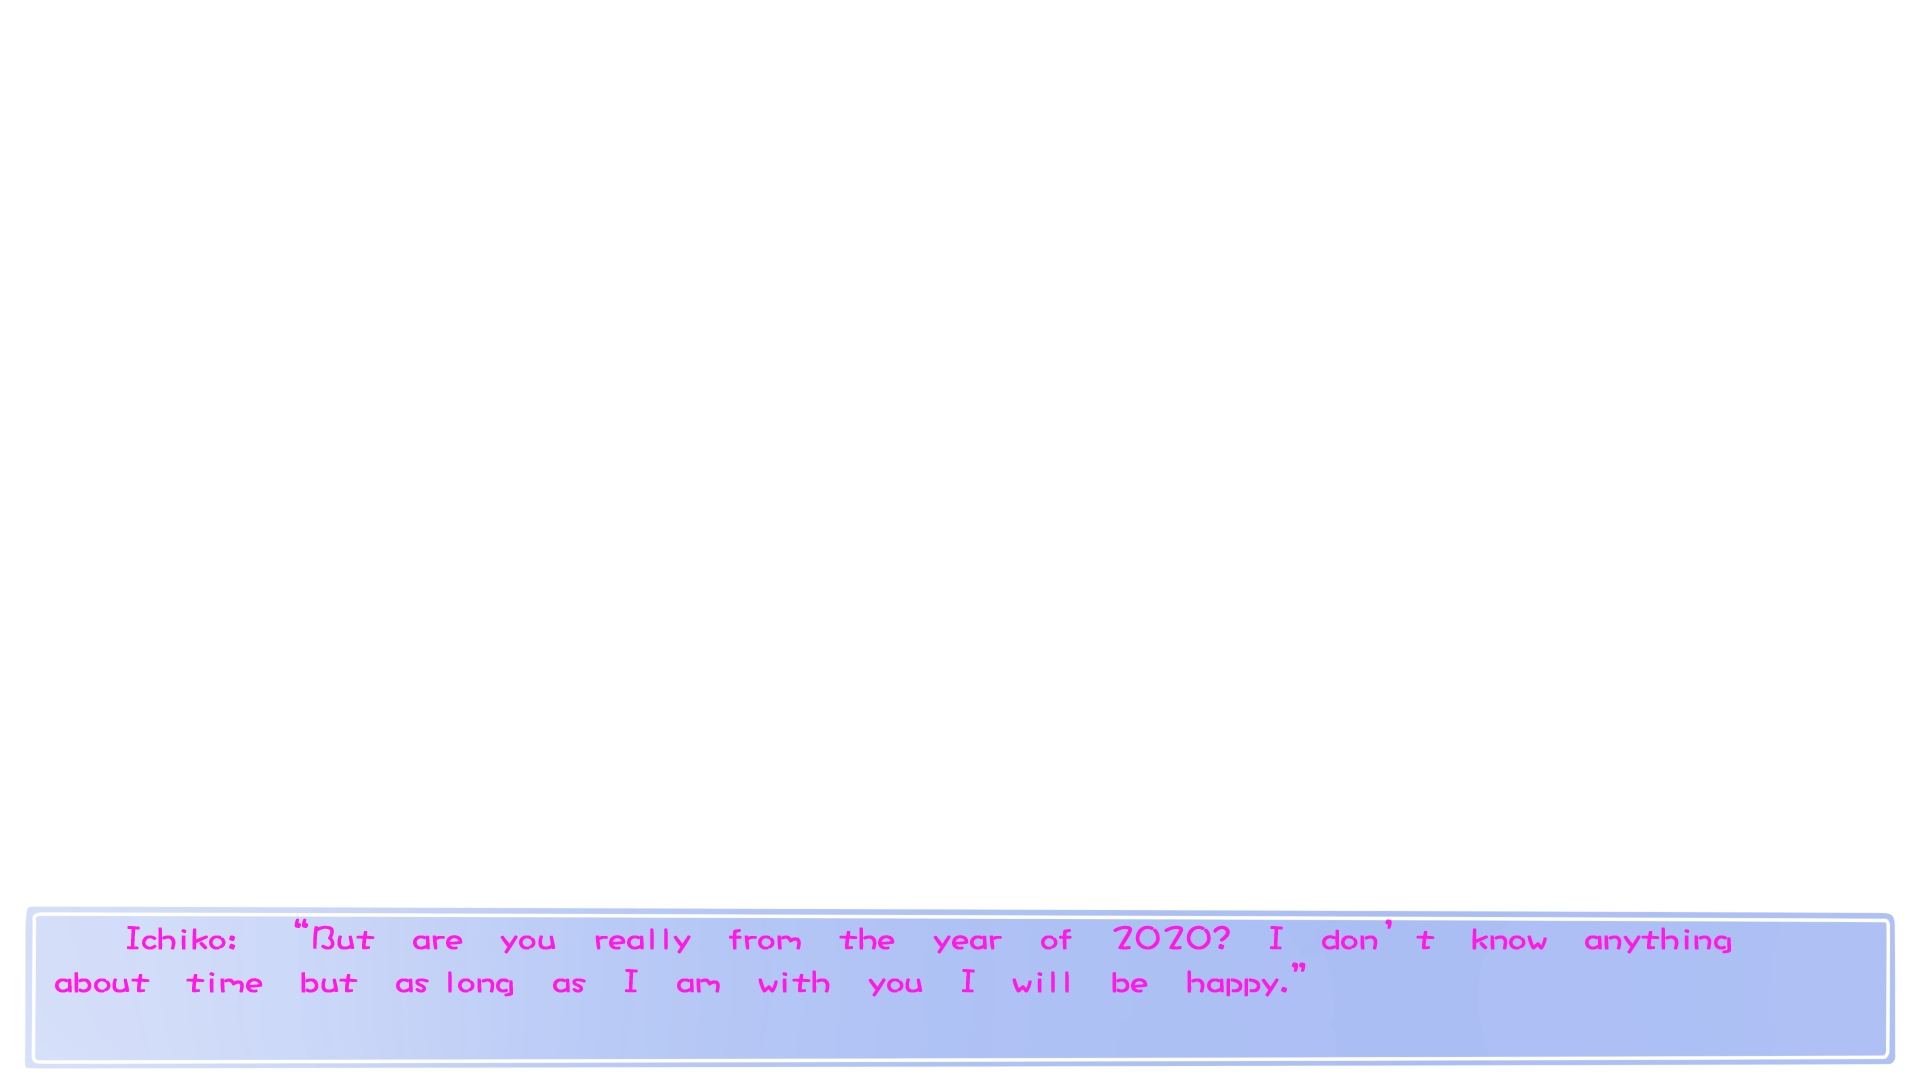 Ichiko: “But are you really from the year of 2020? I don’t know anything
about time but as long as I am with you I will be happy.”